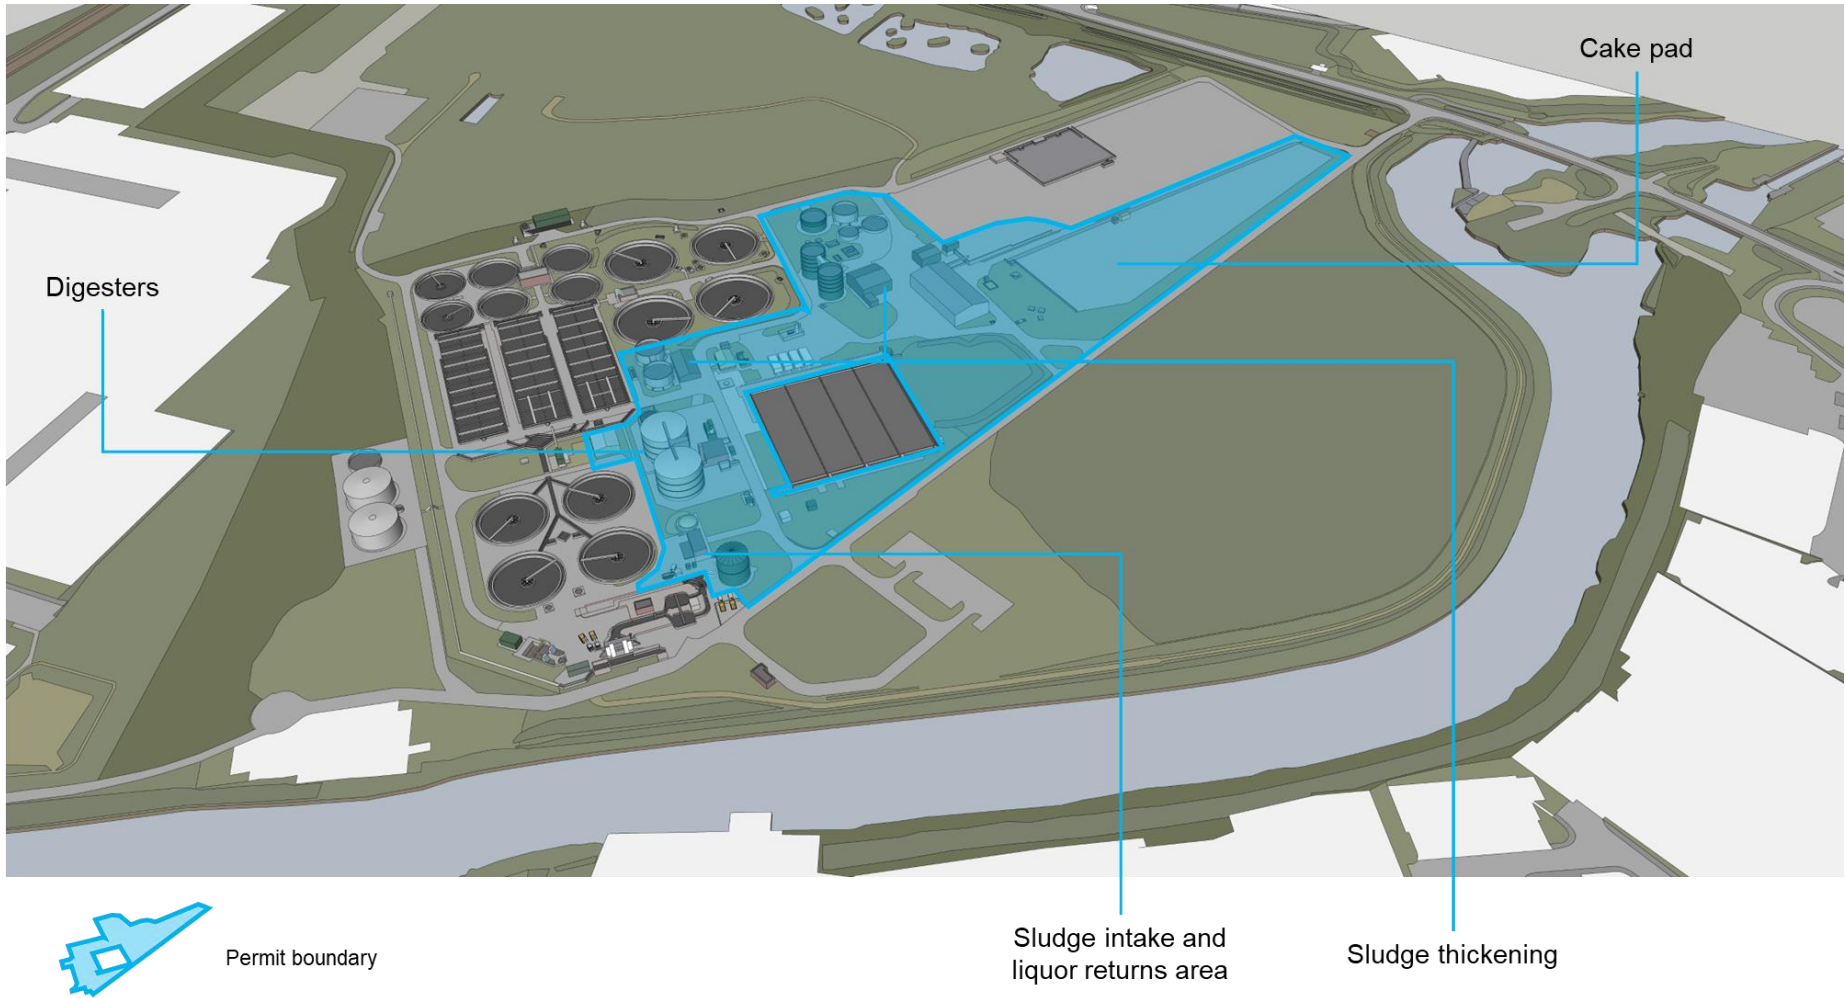 Cake pad
Digesters
Sludge intake and
liquor returns area
Sludge thickening
Permit boundary